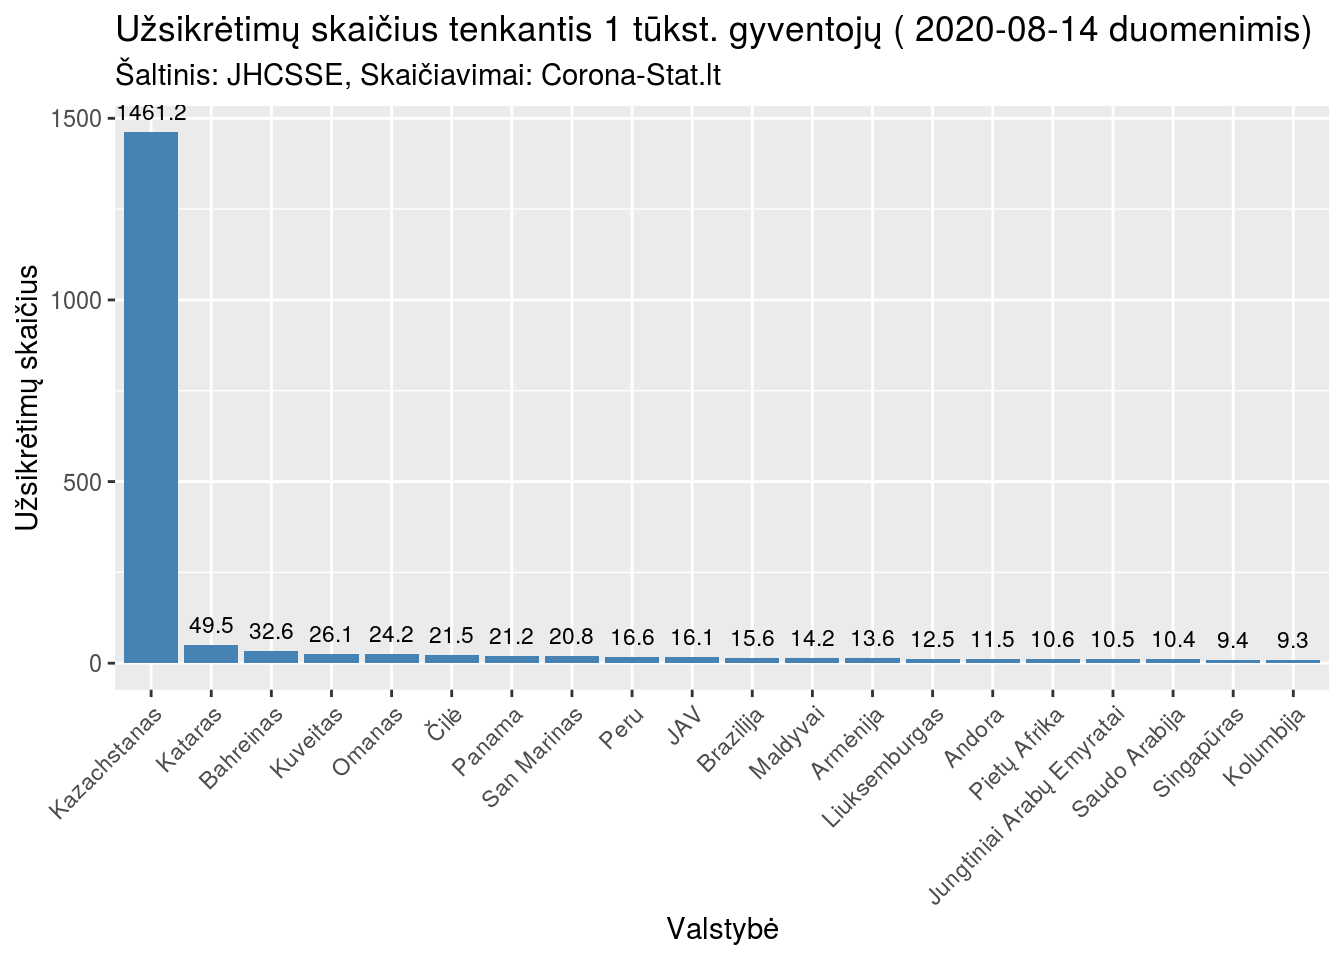 Užsikrėtimų skaičius tenkantis 1 tūkst. gyventojų ( 2020-08-14 duomenimis)
Šaltinis: JHCSSE, Skaičiavimai: Corona-Stat.lt
Užsikrėtimų skaičius
1500
1000
500
0
1461.2
49.5
32.6
26.1
24.2
21.5
21.2
20.8
16.6
16.1
15.6
14.2
13.6
12.5
11.5
10.6
10.5
10.4
9.4
9.3
Kazachstanas
Kataras
Bahreinas
Kuveitas
Omanas
Čilė
Panama
San Marinas
Peru
JAV
Brazilija
Maldyvai
Armėnija
Liuksemburgas
Andora
Pietų Afrika
Jungtiniai Arabų Emyratai
Saudo Arabija
Singapūras
Kolumbija
Valstybė